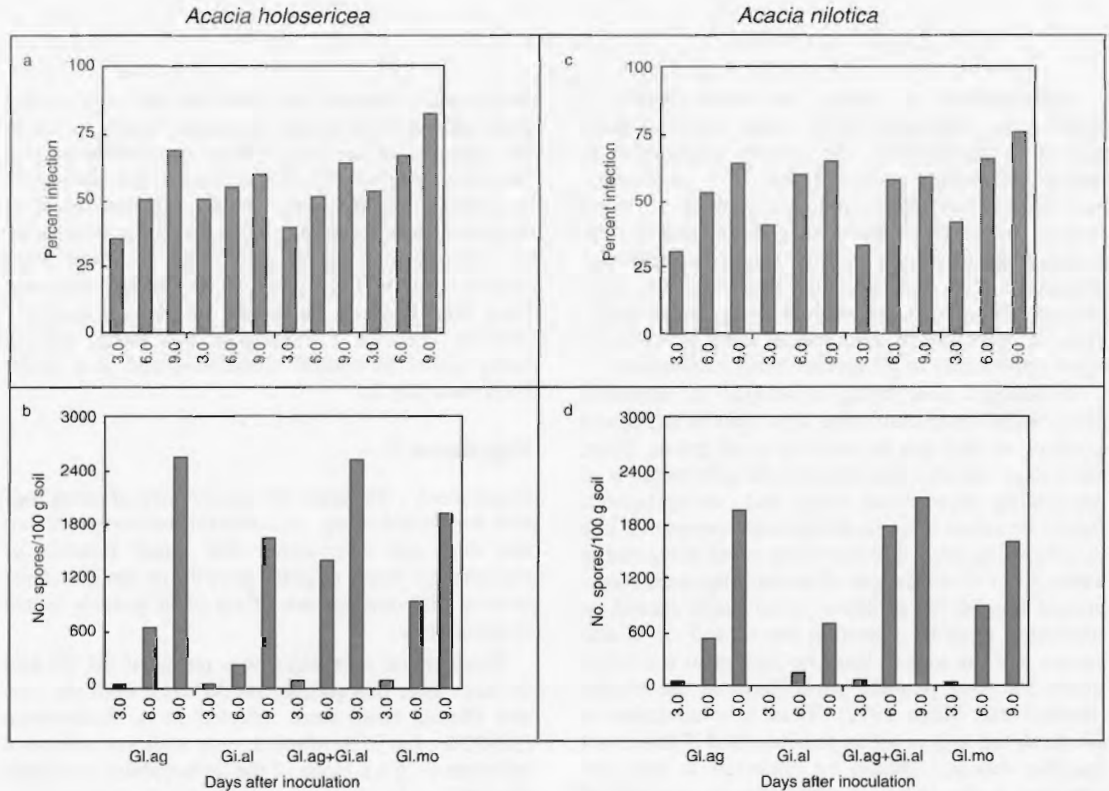 Acacia holosericea
Acacia nilotica
a
100
75
50
25
0
Percent infection
3.0 6.0 9.0 3.0 6.0 9.0 3.0 6.0 9.0 3.0 6.0 9.0
c
100
75
50
25
0
Percent infection
3.0 6.0 9.0 3.0 6.0 9.0 3.0 6.0 9.0 3.0 6.0 9.0
b
3000
2400
1800
1200
600
0
No. spores/100 g soil
3.0 6.0 9.0 3.0 6.0 9.0 3.0 6.0 9.0 3.0 6.0 9.0
Gl.ag Gi.al Gl.ag+Gi.al Gl.mo
Days after inoculation
d
3000
2400
1800
1200
600
0
No. spores/100 g soil
3.0 6.0 9.0 3.0 6.0 9.0 3.0 6.0 9.0 3.0 6.0 9.0
Gl.ag Gi.al Gl.ag+Gi.al Gl.mo
Days after inoculation